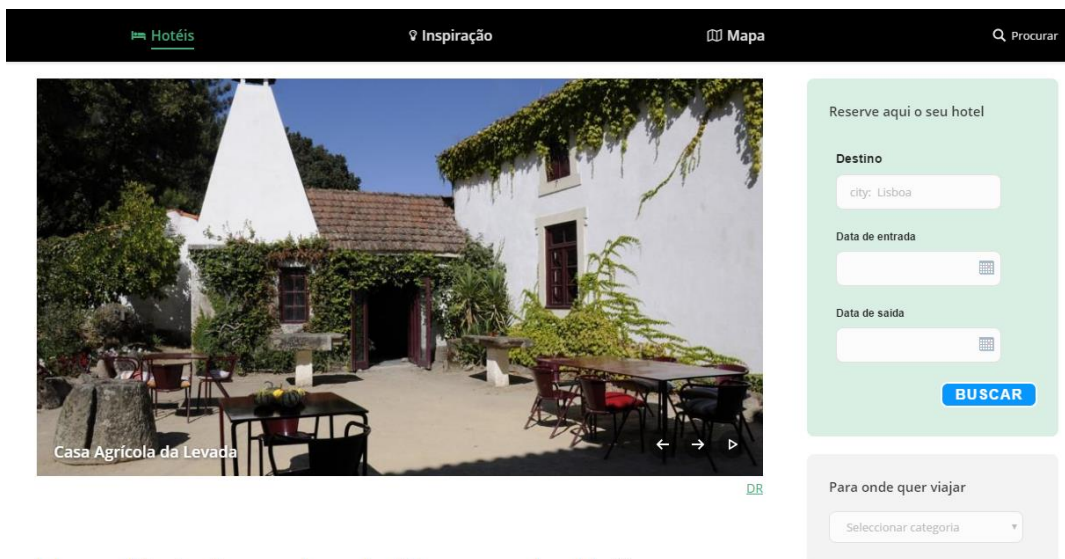 Hotéis
Inspiração
Mapa
Procurar
Casa Agrícola da Levada
DR
Reserve aqui o seu hotel
Destino
city: Lisboa
Data de entrada
Data de saída
BUSCAR
Para onde quer viajar
Seleccionar categoria